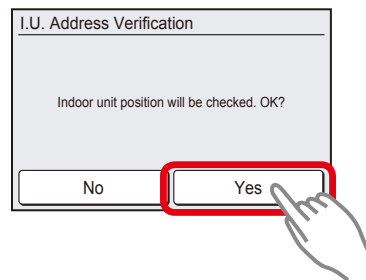 I.U. Address Verification
Indoor unit position will be checked. OK?
No
Yes